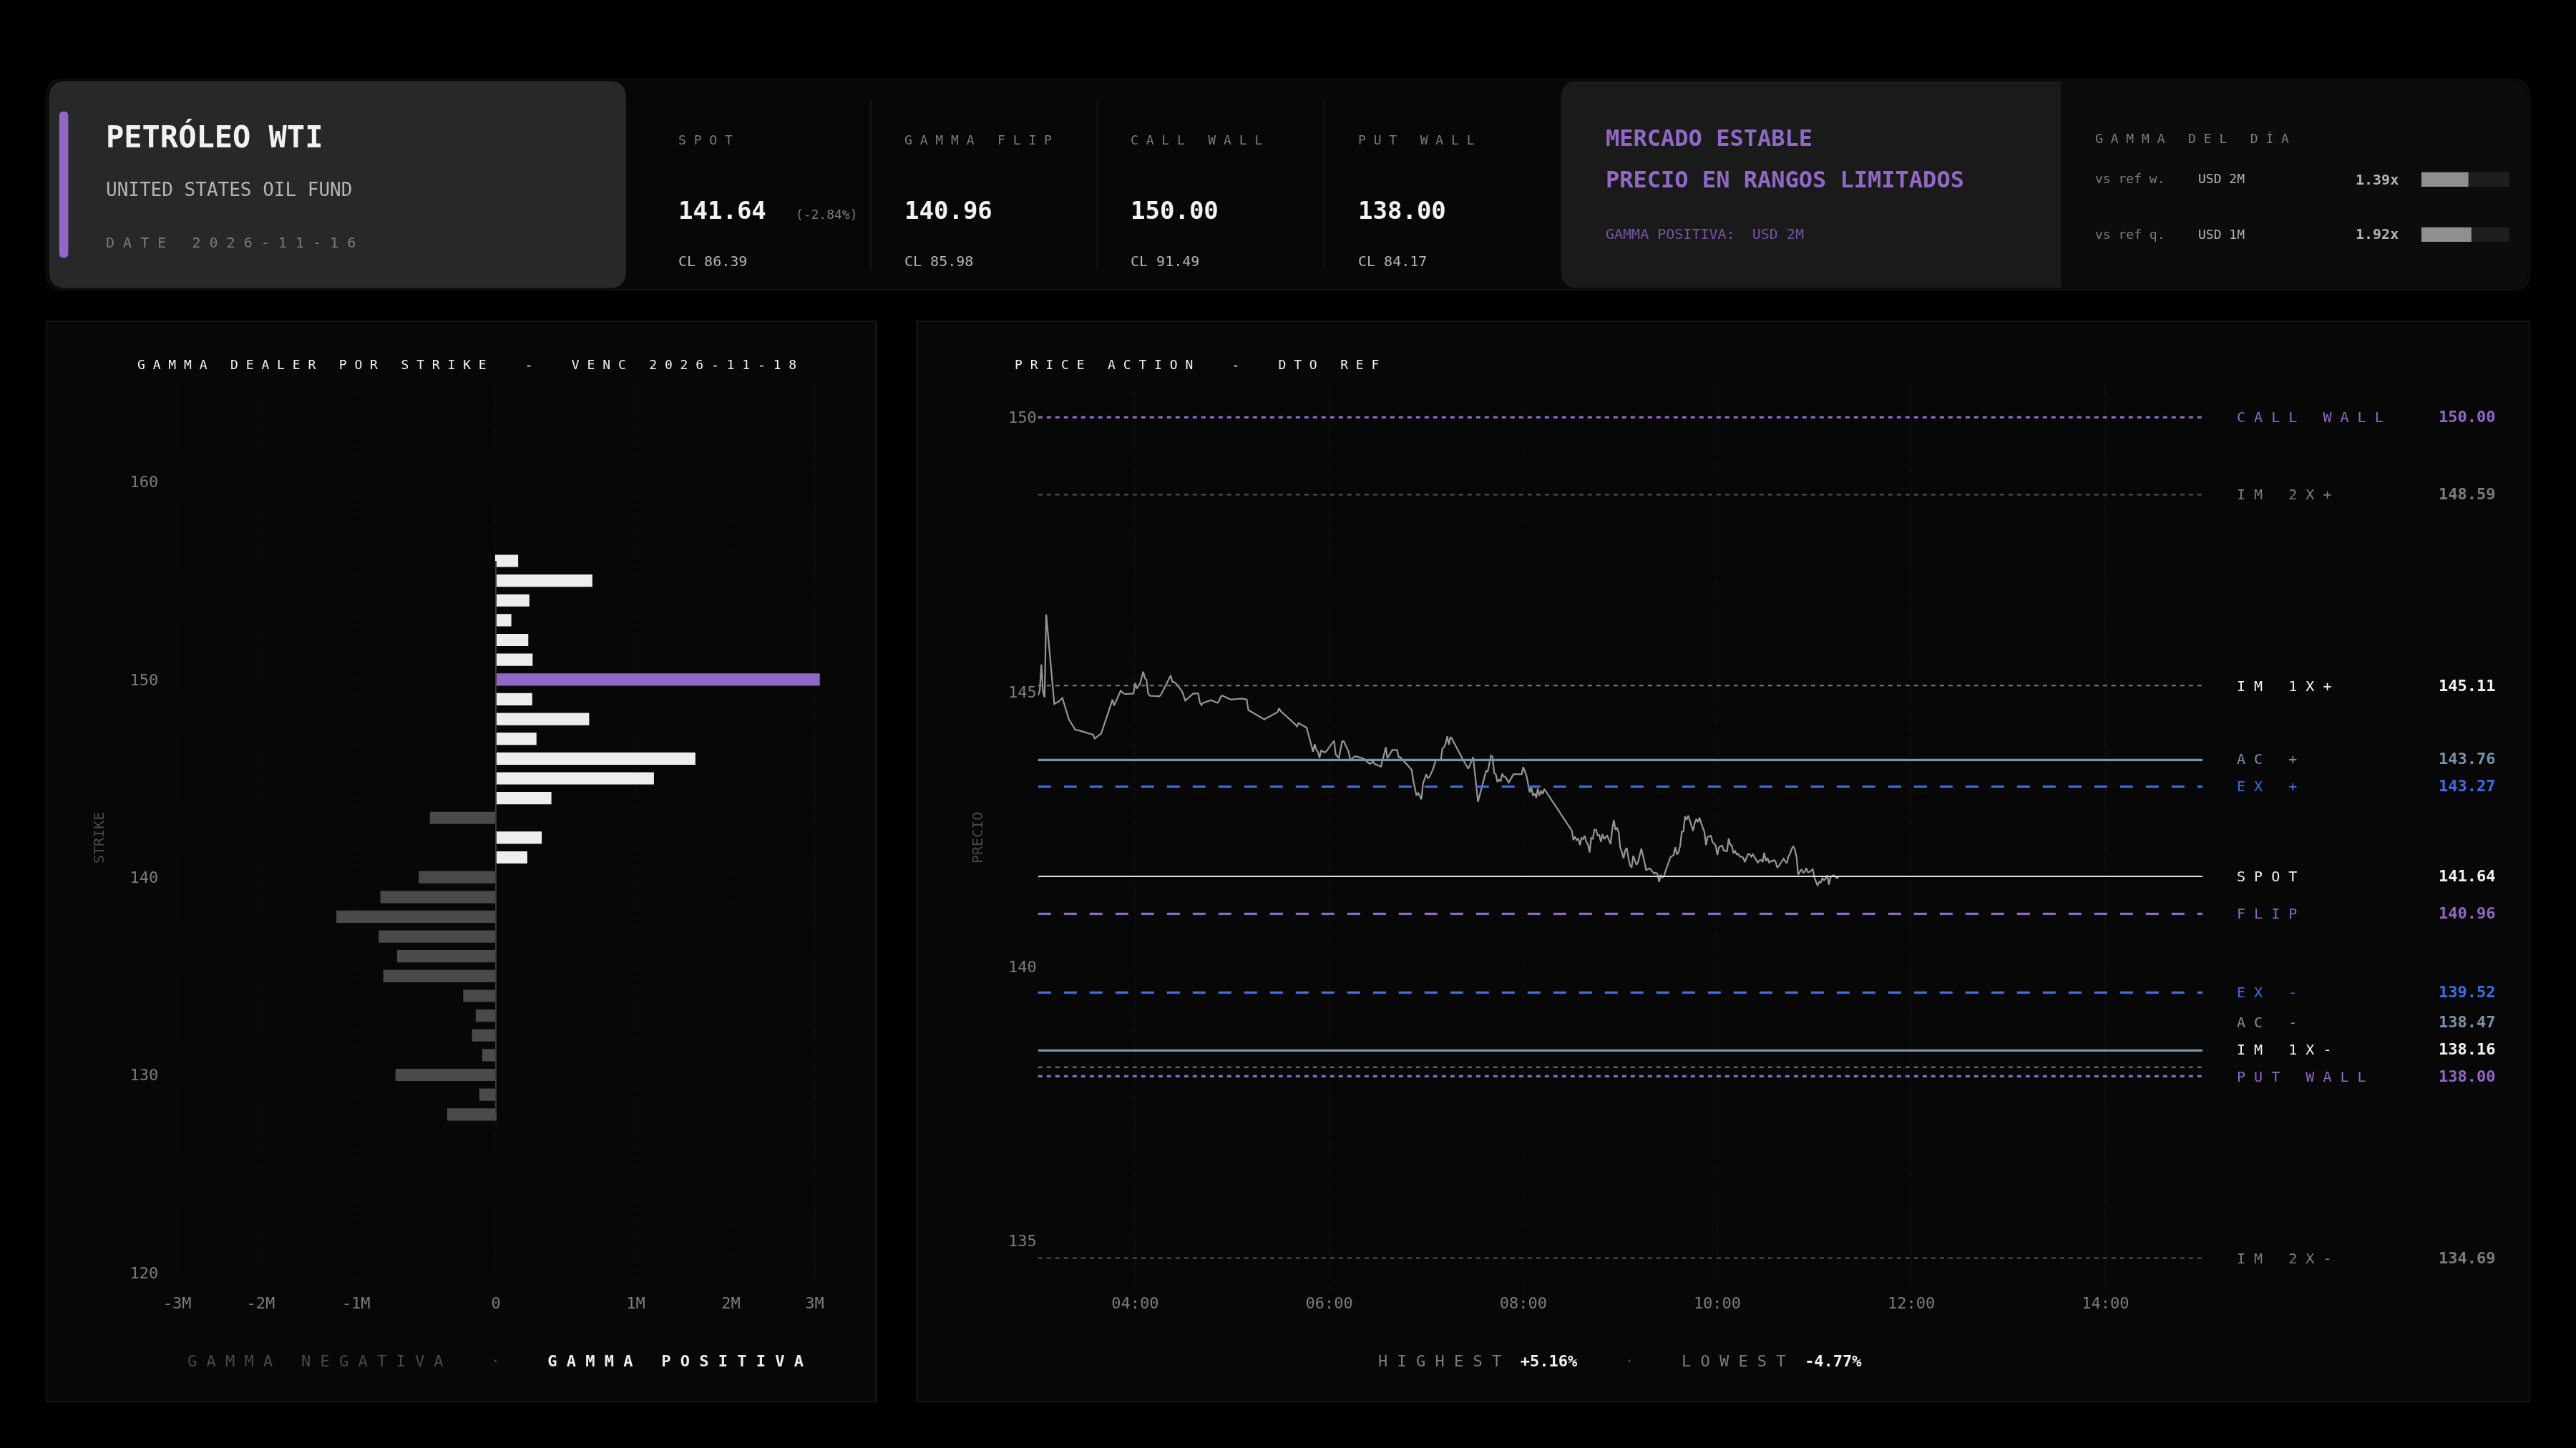 PETRÓLEO WTI
UNITED STATES OIL FUND
DATE 2026-11-16
SPOT
141.64 (-2.84%)
CL 86.39
GAMMA FLIP
140.96
CL 85.98
CALL WALL
150.00
CL 91.49
PUT WALL
138.00
CL 84.17
MERCADO ESTABLE
PRECIO EN RANGOS LIMITADOS
GAMMA POSITIVA: USD 2M
GAMMA DEL DÍA
vs ref w. USD 2M 1.39x
vs ref q. USD 1M 1.92x
GAMMA DEALER POR STRIKE - VENC 2026-11-18
STRIKE
160
150
140
130
120
-3M -2M -1M 0 1M 2M 3M
GAMMA NEGATIVA · GAMMA POSITIVA
PRICE ACTION - DTO REF
PRECIO
150
145
140
135
CALL WALL 150.00
IM 2X+ 148.59
IM 1X+ 145.11
AC + 143.76
EX + 143.27
SPOT 141.64
FLIP 140.96
EX - 139.52
AC - 138.47
IM 1X- 138.16
PUT WALL 138.00
IM 2X- 134.69
04:00 06:00 08:00 10:00 12:00 14:00
HIGHEST +5.16% · LOWEST -4.77%